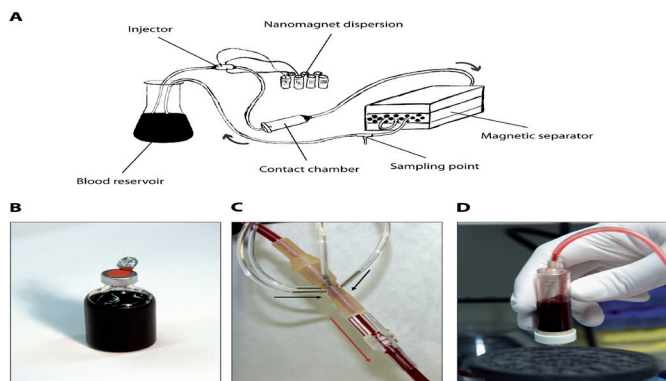 A
Injector
Nanomagnet dispersion
Magnetic separator
Sampling point
Contact chamber
Blood reservoir
B
C
D